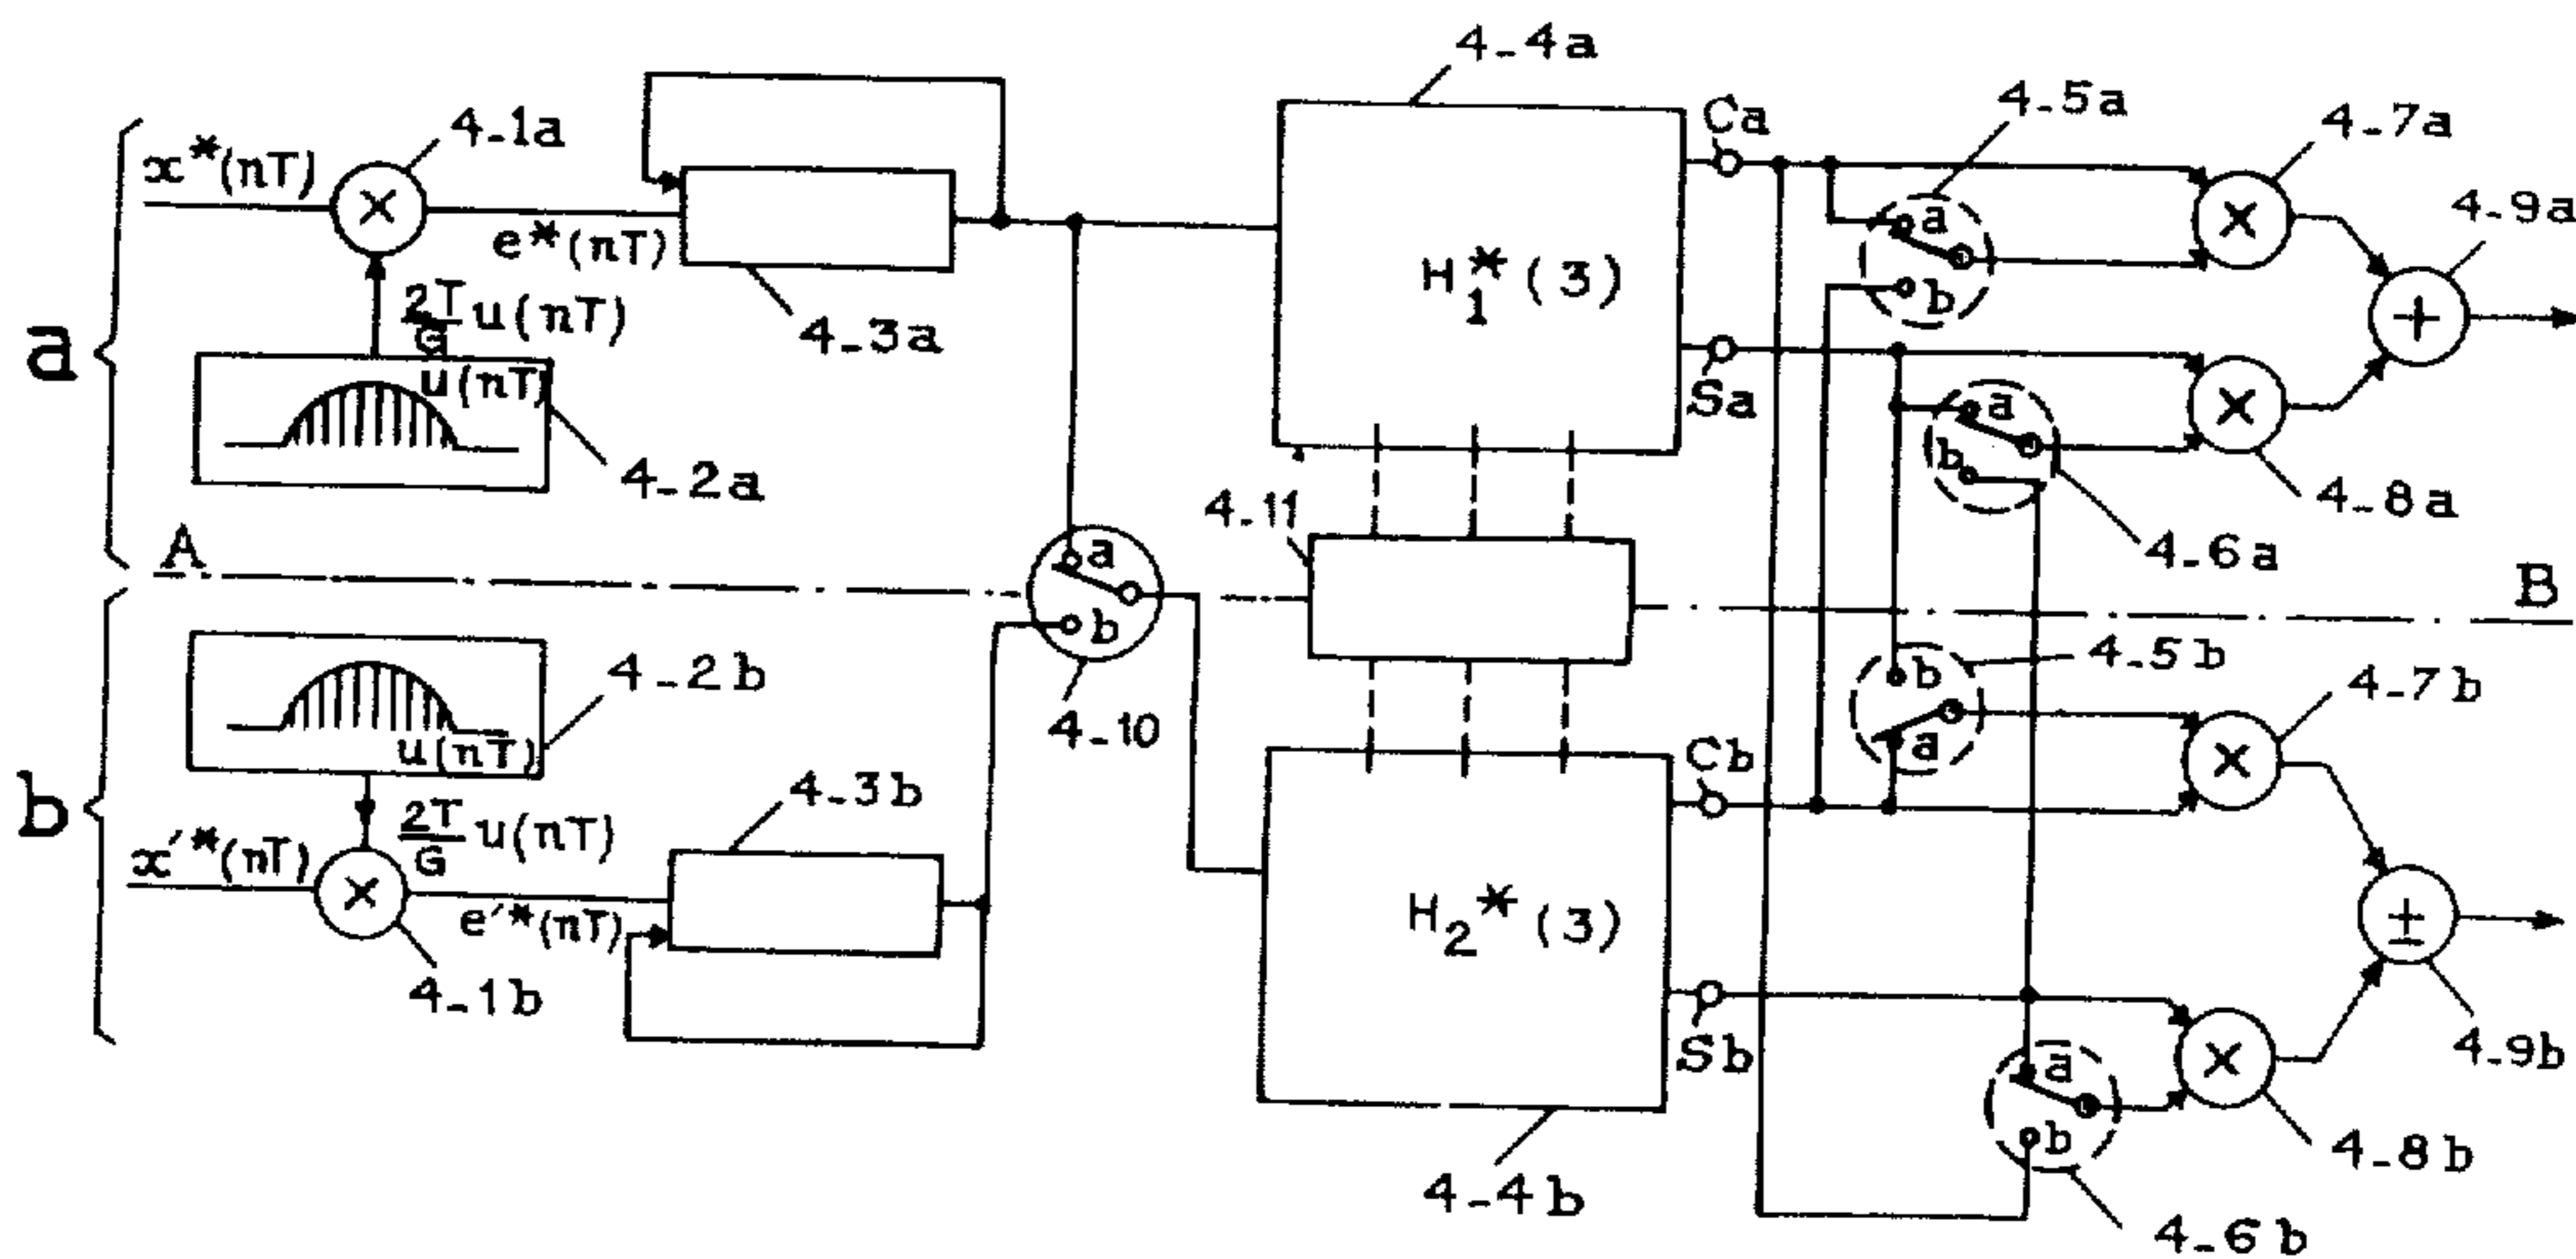 4-4a
4-1a
Ca
4-5a
4-7a
x*(nT)
×
a
×
4-9a
e*(nT)
H1*(3)
b
+
2T/G u(nT)
4-3a
a
u(nT)
Sa
a
×
4-2a
b
4-8a
4-11
4-6a
A
a
B
b
4-2b
4-10
4-5b
b
4-7b
u(nT)
Cb
a
×
b
4-3b
2T/G u(nT)
x'*(nT)
×
e'*(nT)
H2*(3)
±
4-1b
Sb
4-9b
a
×
b
4-8b
4-4b
4-6b